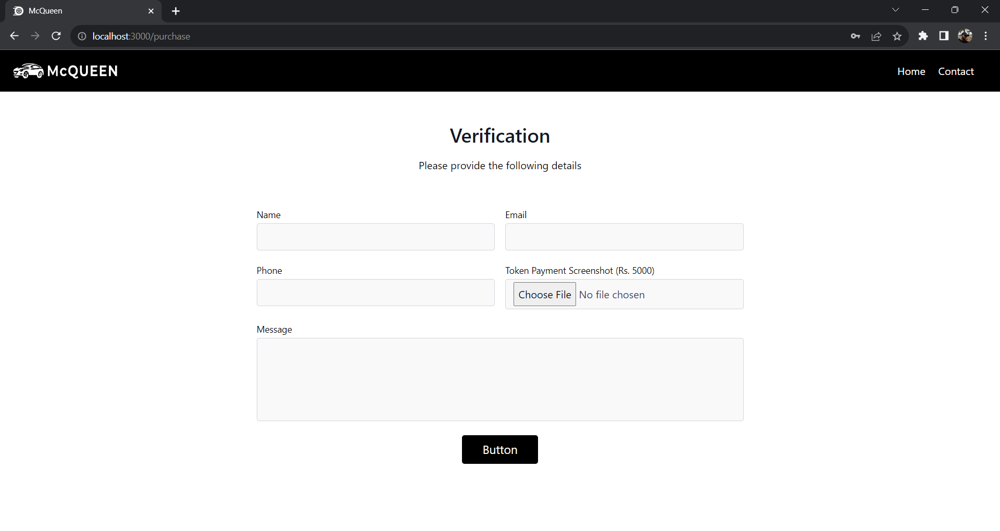 McQueen
localhost:3000/purchase
McQUEEN
Home Contact
Verification
Please provide the following details
Name Email
Phone Token Payment Screenshot (Rs. 5000)
Choose File No file chosen
Message
Button